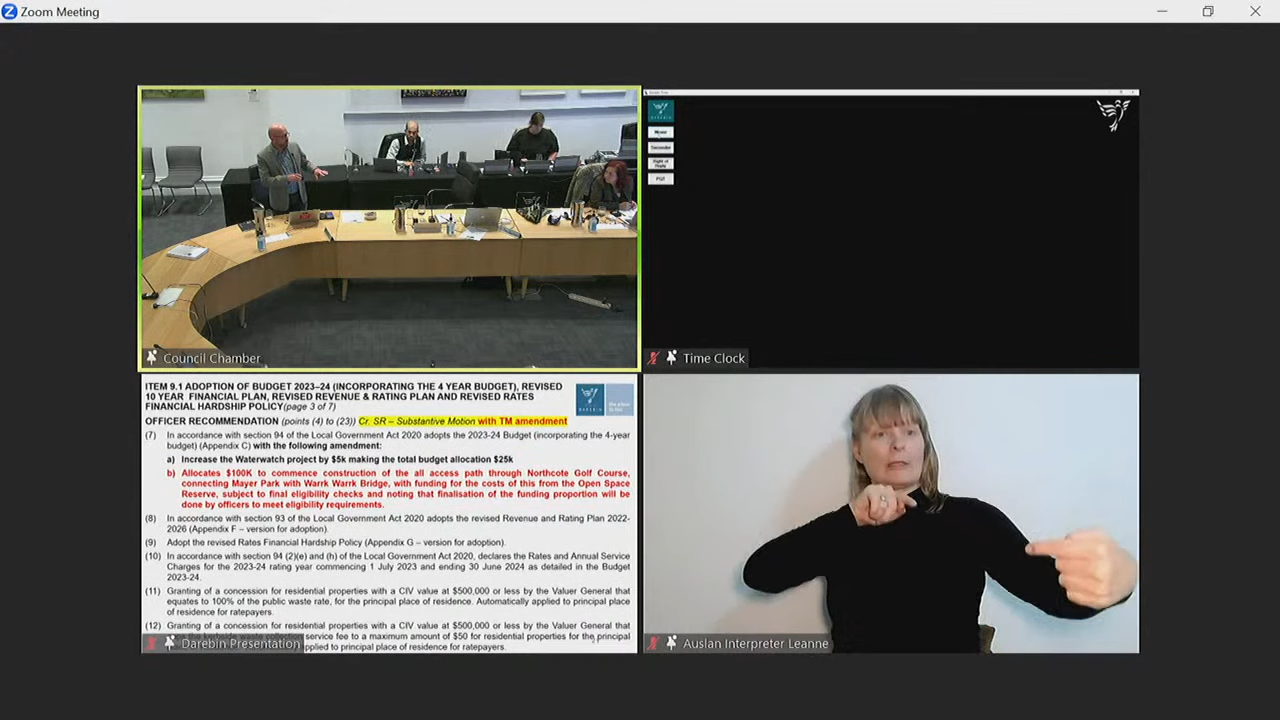 Zoom Meeting
Council Chamber
Mover
Seconder
Right of
Reply
Time Clock
ITEM 9.1 ADOPTION OF BUDGET 2023–24 (INCORPORATING THE 4 YEAR BUDGET), REVISED
10 YEAR FINANCIAL PLAN, REVISED REVENUE & RATING PLAN AND REVISED RATES
FINANCIAL HARDSHIP POLICY(page 3 of 7)
OFFICER RECOMMENDATION (points (4) to (23)) Cr. SR – Substantive Motion with TM amendment
(7) In accordance with section 94 of the Local Government Act 2020 adopts the 2023-24 Budget (incorporating the 4-year
budget) (Appendix C) with the following amendment:
a) Increase the Waterwatch project by $5k making the total budget allocation $25k
b) Allocates $100K to commence construction of the all access path through Northcote Golf Course,
connecting Mayer Park with Warrk Warrk Bridge, with funding for the costs of this from the Open Space
Reserve, subject to final eligibility checks and noting that finalisation of the funding proportion will be
done by officers to meet eligibility requirements.
(8) In accordance with section 93 of the Local Government Act 2020 adopts the revised Revenue and Rating Plan 2022-
2026 (Appendix F – version for adoption).
(9) Adopt the revised Rates Financial Hardship Policy (Appendix G – version for adoption).
(10) In accordance with section 94 (2)(e) and (h) of the Local Government Act 2020, declares the Rates and Annual Service
Charges for the 2023-24 rating year commencing 1 July 2023 and ending 30 June 2024 as detailed in the Budget
2023-24.
(11) Granting of a concession for residential properties with a CIV value at $500,000 or less by the Valuer General that
equates to 100% of the public waste rate, for the principal place of residence. Automatically applied to principal place
of residence for ratepayers.
(12) Granting of a concession for residential properties with a CIV value at $500,000 or less by the Valuer General that
service fee to a maximum amount of $50 for residential properties for the principal
applied to principal place of residence for ratepayers.
Darebin Presentation
Auslan Interpreter Leanne